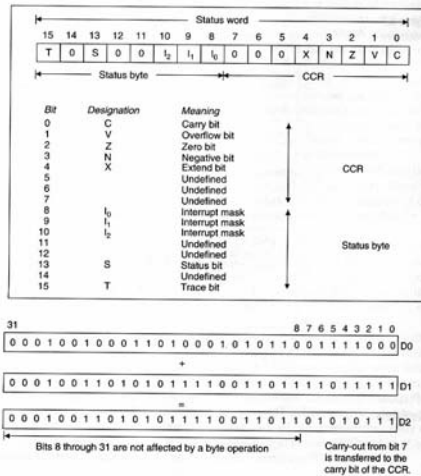 Status word
15 14 13 12 11 10 9 8 7 6 5 4 3 2 1 0
T 0 S 0 0 I₂ I₁ I₀ 0 0 0 X N Z V C
Status byte CCR
Bit Designation Meaning
0 C Carry bit
1 V Overflow bit
2 Z Zero bit
3 N Negative bit
4 X Extend bit
5 Undefined
6 Undefined
7 Undefined
CCR
8 I₀ Interrupt mask
9 I₁ Interrupt mask
10 I₂ Interrupt mask
11 Undefined
12 Undefined
13 S Status bit
14 Undefined
15 T Trace bit
Status byte
31 8 7 6 5 4 3 2 1 0
0 0 0 1 0 0 1 0 0 0 1 1 0 1 0 0 0 1 0 1 0 1 1 0 0 1 1 1 1 0 0 0 D0
+
0 0 0 1 0 0 1 1 0 1 0 1 0 1 1 1 1 0 0 1 1 0 1 1 1 1 0 1 1 1 1 1 D1
=
0 0 0 1 0 0 1 1 0 1 0 1 0 1 1 1 1 0 0 1 1 0 1 1 0 1 0 1 0 1 1 1 D2
Bits 8 through 31 are not affected by a byte operation
Carry-out from bit 7
is transferred to the
carry bit of the CCR.